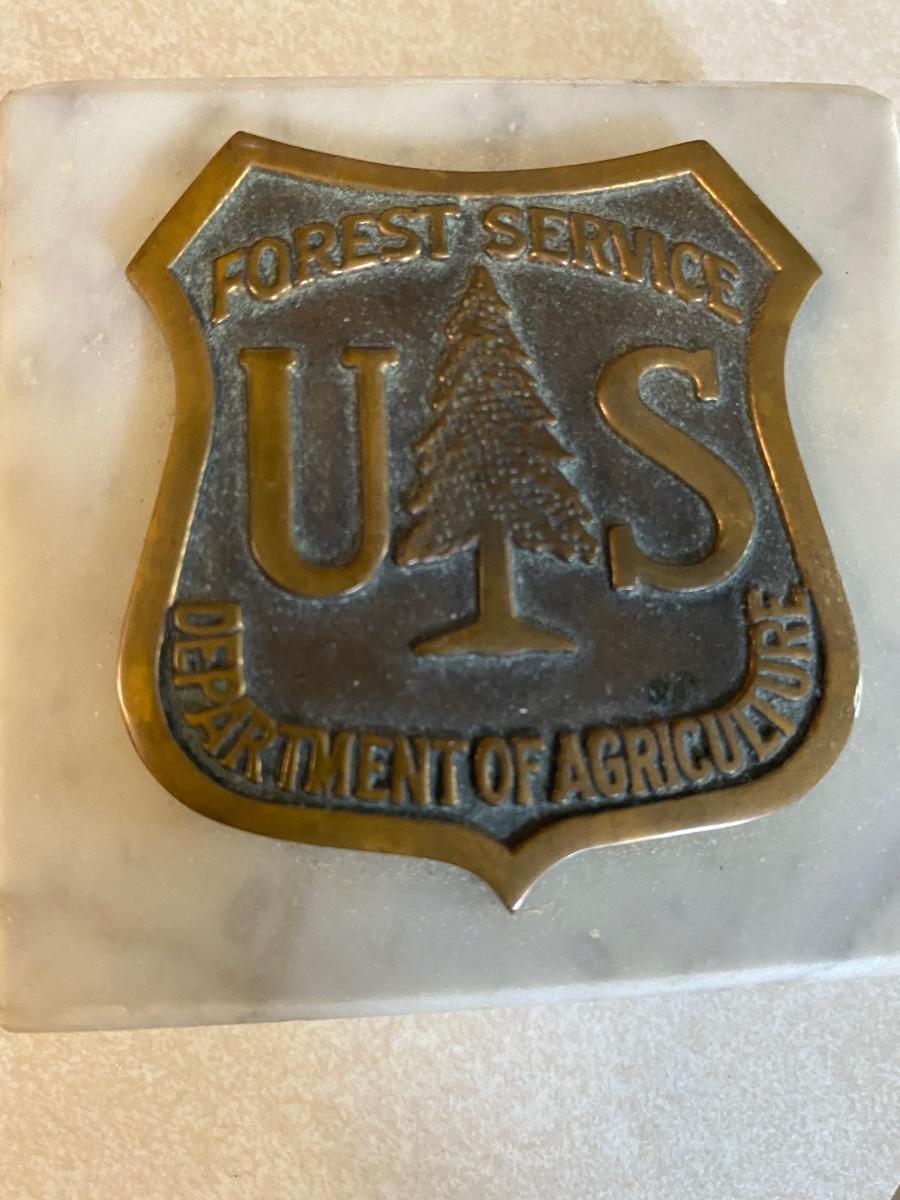 FOREST SERVICE
U S
DEPARTMENT OF AGRICULTURE